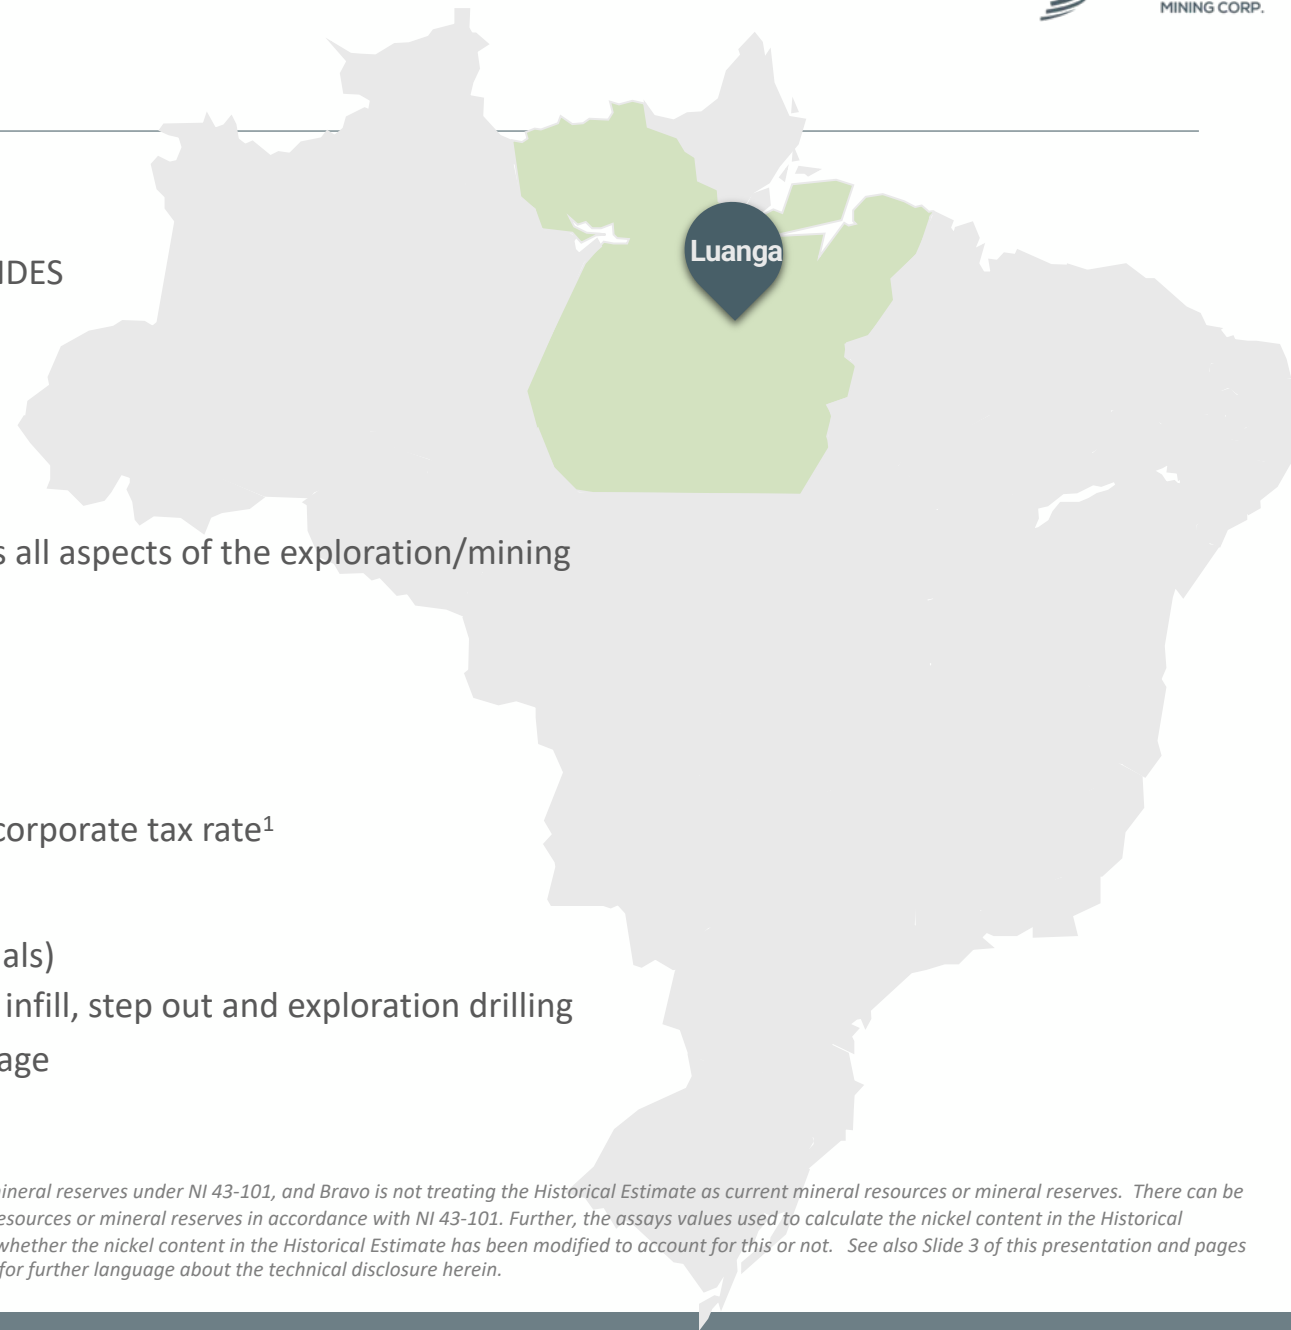 MINING CORP.
Luanga
IDES
s all aspects of the exploration/mining
corporate tax rate¹
als)
infill, step out and exploration drilling
age
mineral reserves under NI 43-101, and Bravo is not treating the Historical Estimate as current mineral resources or mineral reserves. There can be
resources or mineral reserves in accordance with NI 43-101. Further, the assays values used to calculate the nickel content in the Historical
whether the nickel content in the Historical Estimate has been modified to account for this or not. See also Slide 3 of this presentation and pages
for further language about the technical disclosure herein.